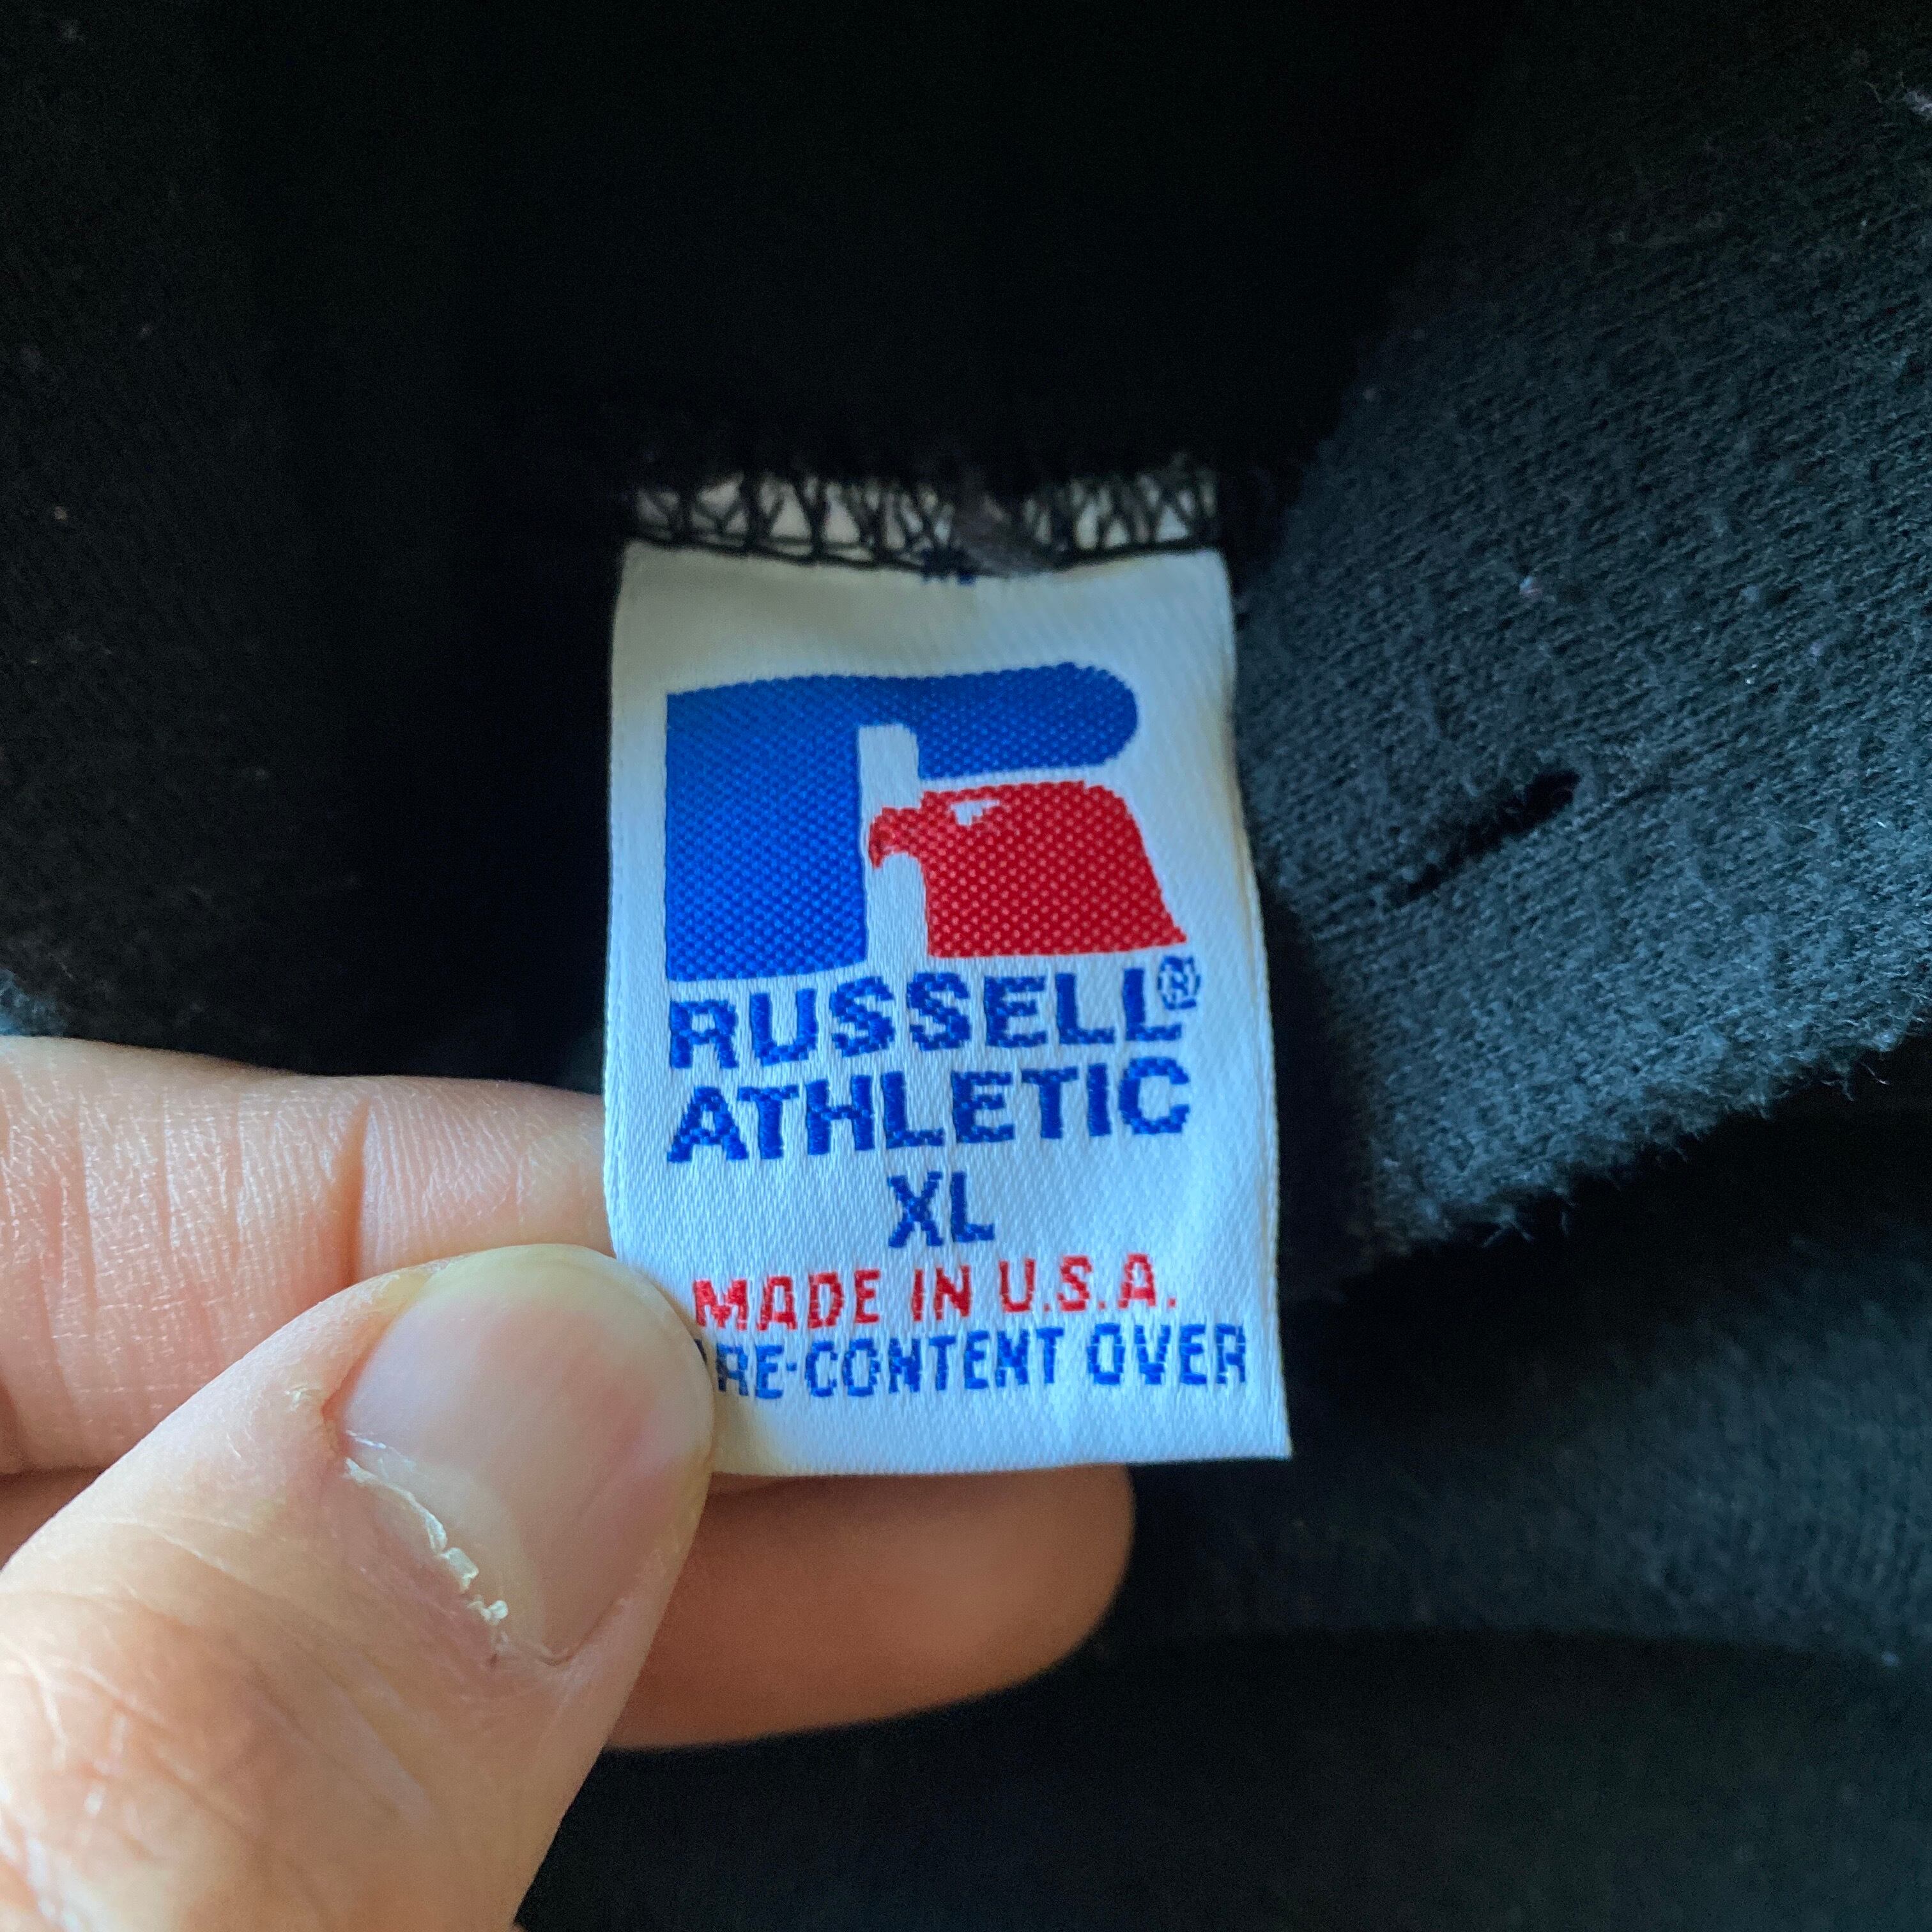 RUSSELL®
ATHLETIC
XL
MADE IN U.S.A.
RE-CONTENT OVER